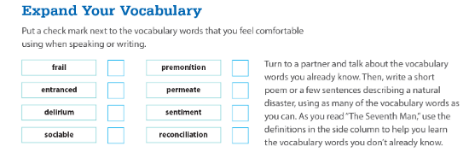 Expand Your Vocabulary
Put a check mark next to the vocabulary words that you feel comfortable
using when speaking or writing.
frail
premonition
entranced
permeate
delirium
sentiment
sociable
reconciliation
Turn to a partner and talk about the vocabulary
words you already know. Then, write a short
poem or a few sentences describing a natural
disaster, using as many of the vocabulary words as
you can. As you read "The Seventh Man," use the
definitions in the side column to help you learn
the vocabulary words you don't already know.